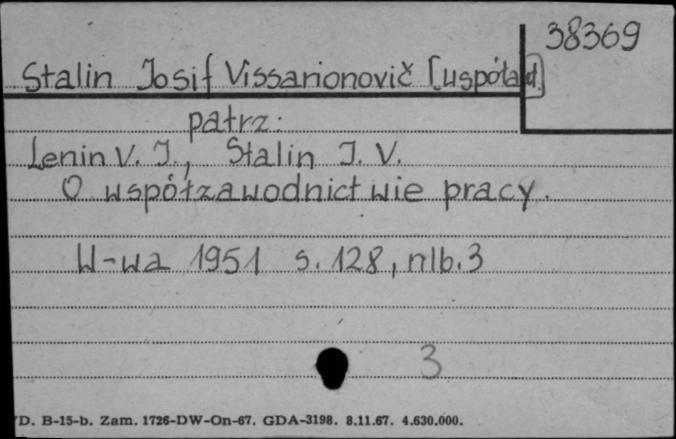 38369
Stalin Josif Vissarionovič [współad.]
patrz:
Lenin V. I., Stalin J. V.
O współzawodnictwie pracy.
W-wa 1951 s. 128, nlb. 3
3
D. B-15-b. Zam. 1726-DW-On-67. GDA-3198. 8.11.67. 4.630.000.